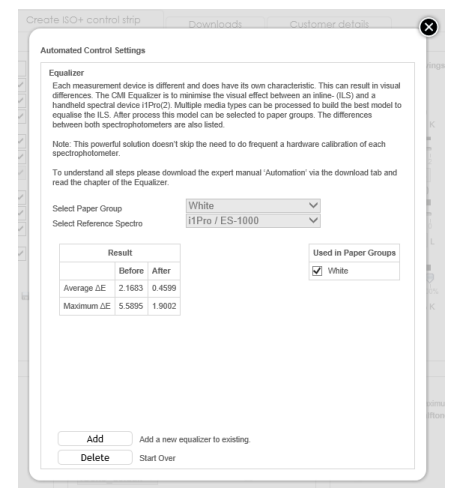 Create ISO+ control strip Downloads Customer details
Automated Control Settings
Equalizer
Each measurement device is different and does have its own characteristic. This can result in visual
differences. The CMI Equalizer is to minimise the visual effect between an inline- (ILS) and a
handheld spectral device i1Pro(2). Multiple media types can be processed to build the best model to
equalise the ILS. After process this model can be selected to paper groups. The differences
between both spectrophotometers are also listed.
Note: This powerful solution doesn't skip the need to do frequent a hardware calibration of each
spectrophotometer.
To understand all steps please download the expert manual 'Automation' via the download tab and
read the chapter of the Equalizer.
Select Paper Group White
Select Reference Spectro i1Pro / ES-1000
Result Used in Paper Groups
Before After White
Average ΔE 2.1683 0.4599
Maximum ΔE 5.5895 1.9002
Add Add a new equalizer to existing.
Delete Start Over